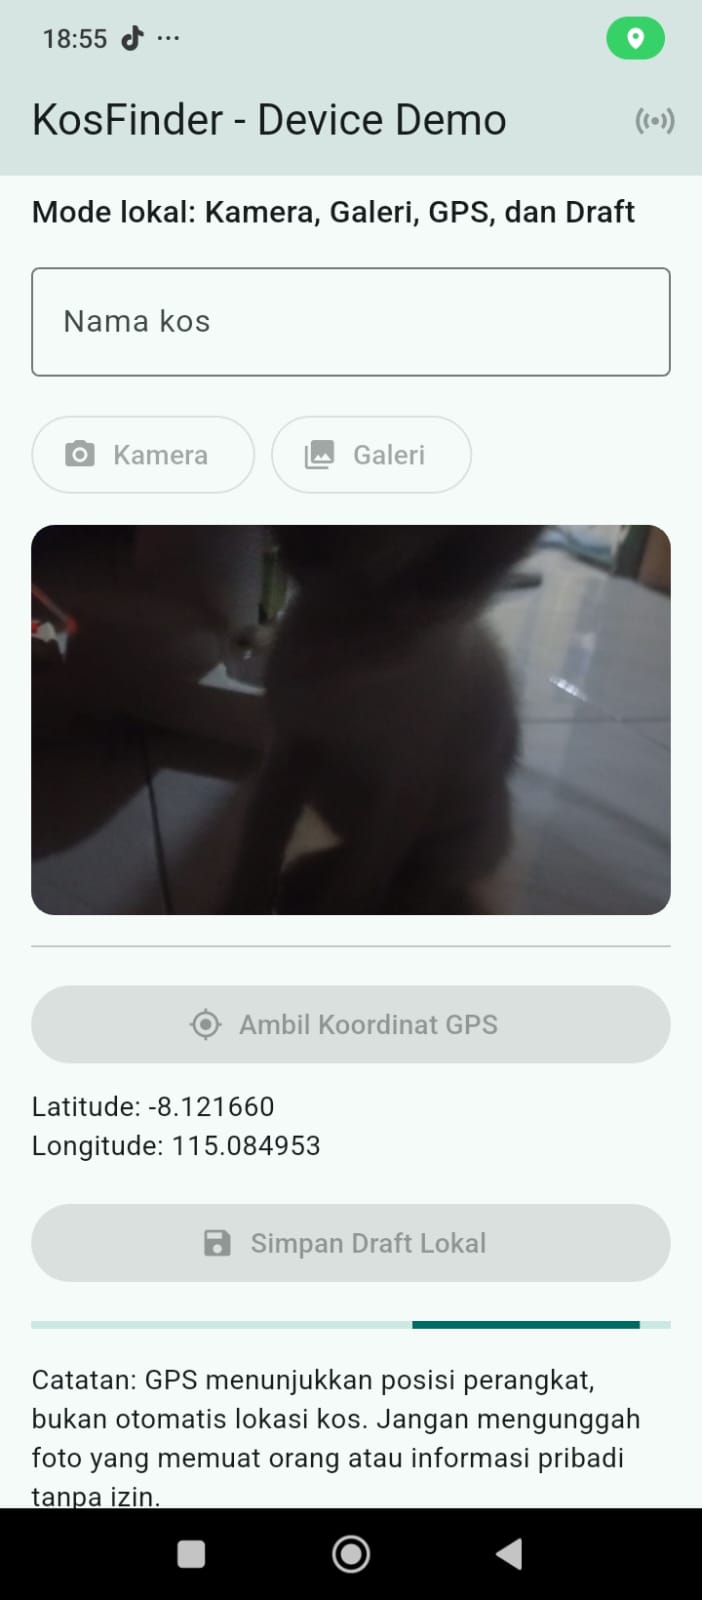 18:55
KosFinder - Device Demo
Mode lokal: Kamera, Galeri, GPS, dan Draft
Nama kos
Kamera
Galeri
Ambil Koordinat GPS
Latitude: -8.121660
Longitude: 115.084953
Simpan Draft Lokal
Catatan: GPS menunjukkan posisi perangkat,
bukan otomatis lokasi kos. Jangan mengunggah
foto yang memuat orang atau informasi pribadi
tanpa izin.